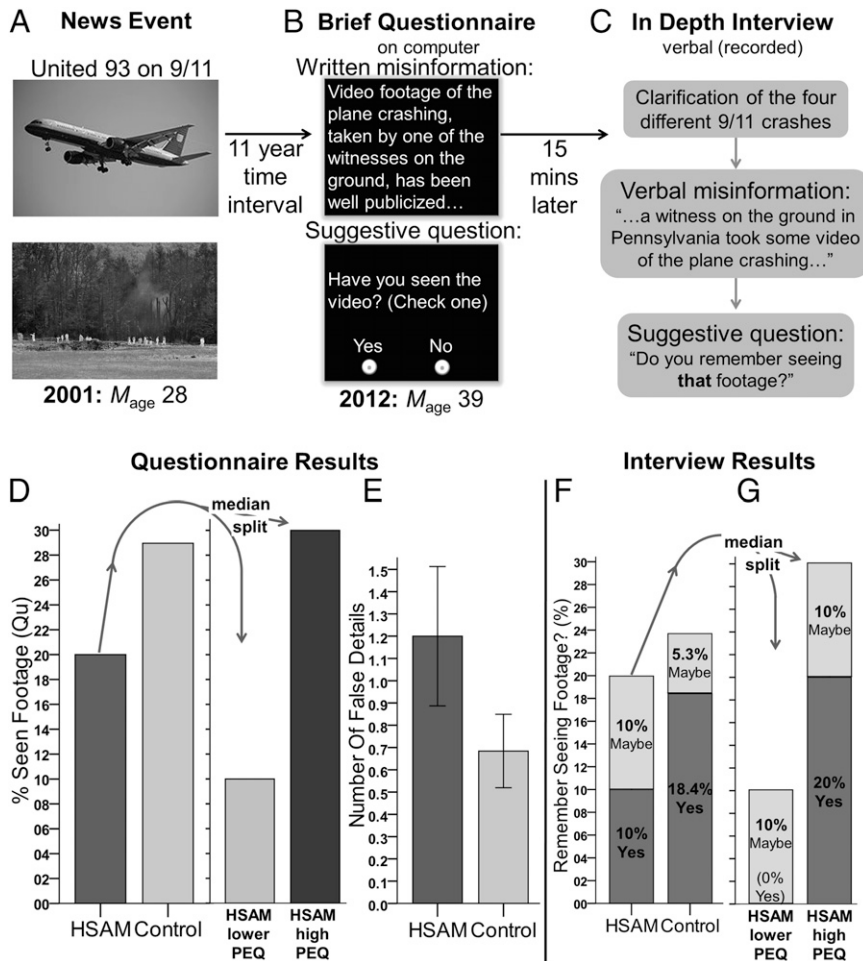 A News Event
United 93 on 9/11
2001: Mage 28
11 year
time
interval
B Brief Questionnaire
on computer
Written misinformation:
Video footage of the
plane crashing,
taken by one of the
witnesses on the
ground, has been
well publicized…
Suggestive question:
Have you seen the
video? (Check one)
Yes No
2012: Mage 39
15
mins
later
C In Depth Interview
verbal (recorded)
Clarification of the four
different 9/11 crashes
Verbal misinformation:
“…a witness on the ground in
Pennsylvania took some video
of the plane crashing…”
Suggestive question:
“Do you remember seeing
that footage?”
Questionnaire Results
D
% Seen Footage (Qu)
30
28
26
24
22
20
18
16
14
12
10
08
06
04
02
00
HSAM Control
median
split
HSAM
lower
PEQ
HSAM
high
PEQ
E
Number Of False Details
1.5
1.4
1.3
1.2
1.1
1.0
0.9
0.8
0.7
0.6
0.5
0.4
0.3
0.2
0.1
0.0
HSAM Control
Interview Results
F
Remember Seeing Footage? (%)
30
28
26
24
22
20
18
16
14
12
10
08
06
04
02
00
10%
Maybe
10%
Yes
5.3%
Maybe
18.4%
Yes
HSAM Control
G
median
split
10%
Maybe
(0%
Yes)
10%
Maybe
20%
Yes
HSAM
lower
PEQ
HSAM
high
PEQ